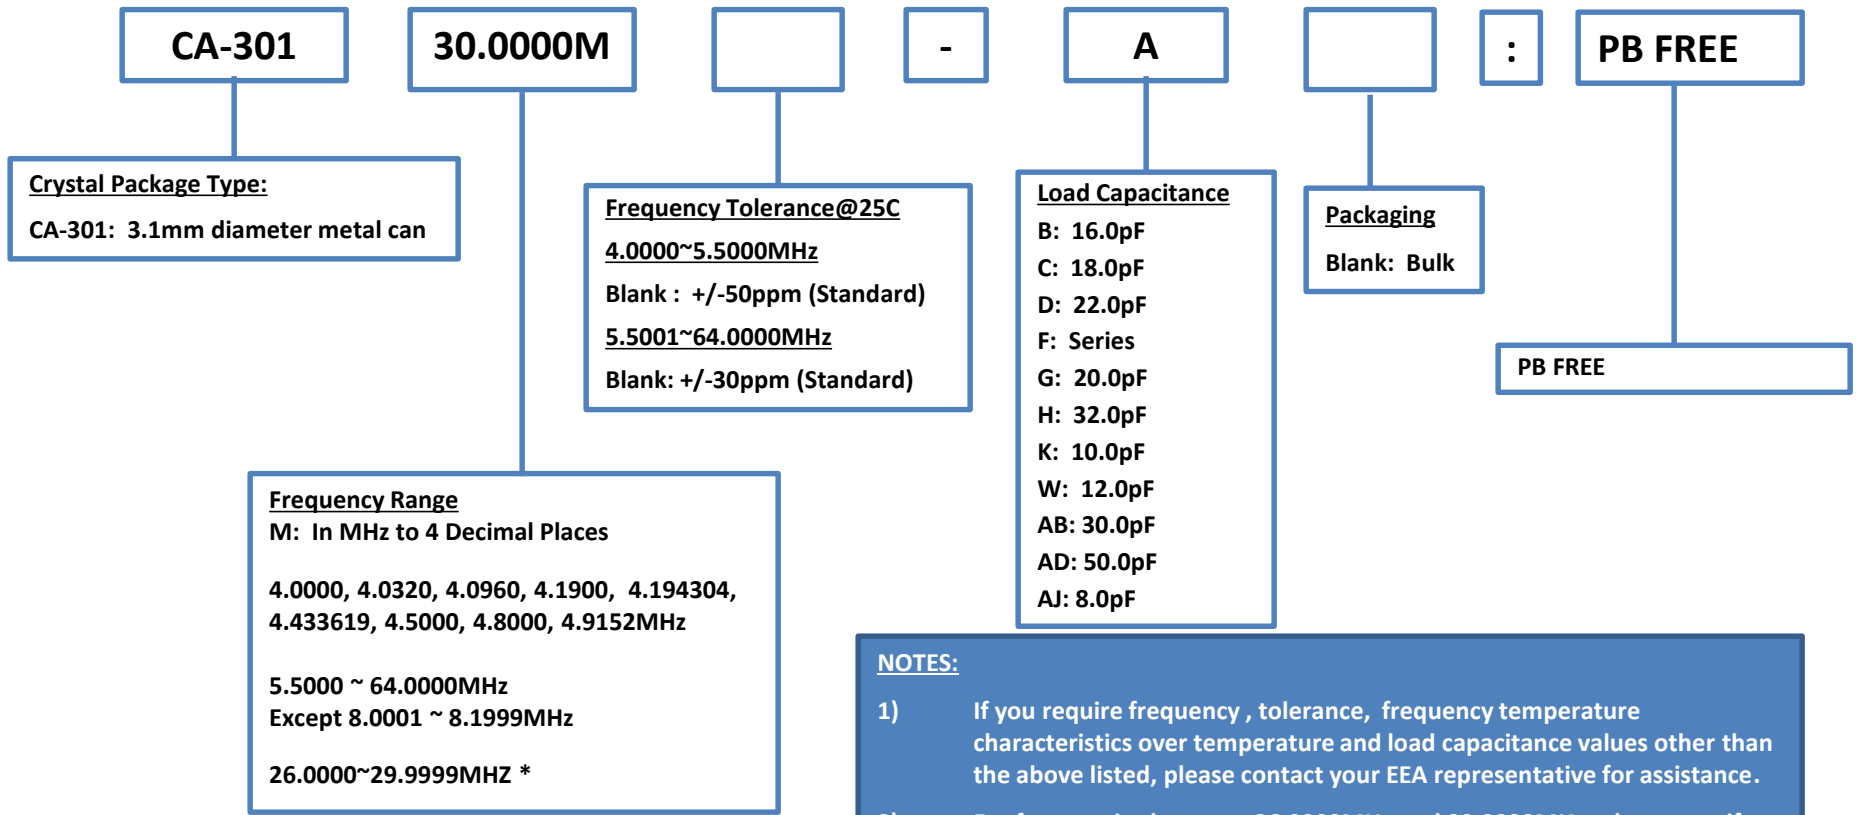 CA-301
30.0000M
-
A
:
PB FREE
Crystal Package Type:
CA-301: 3.1mm diameter metal can
Frequency Tolerance@25C
4.0000~5.5000MHz
Blank : +/-50ppm (Standard)
5.5001~64.0000MHz
Blank: +/-30ppm (Standard)
Load Capacitance
B: 16.0pF
C: 18.0pF
D: 22.0pF
F: Series
G: 20.0pF
H: 32.0pF
K: 10.0pF
W: 12.0pF
AB: 30.0pF
AD: 50.0pF
AJ: 8.0pF
Packaging
Blank: Bulk
PB FREE
Frequency Range
M: In MHz to 4 Decimal Places
4.0000, 4.0320, 4.0960, 4.1900, 4.194304,
4.433619, 4.5000, 4.8000, 4.9152MHz
5.5000 ~ 64.0000MHz
Except 8.0001 ~ 8.1999MHz
26.0000~29.9999MHZ *
NOTES:
1) If you require frequency , tolerance, frequency temperature
characteristics over temperature and load capacitance values other than
the above listed, please contact your EEA representative for assistance.